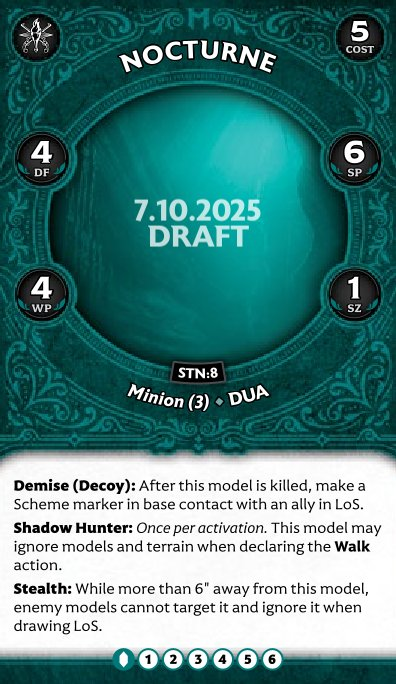 NOCTURNE
5
COST
4
DF
6
SP
7.10.2025
DRAFT
4
WP
1
SZ
STN:8
Minion (3) ◆ DUA
Demise (Decoy): After this model is killed, make a
Scheme marker in base contact with an ally in LoS.
Shadow Hunter: Once per activation. This model may
ignore models and terrain when declaring the Walk
action.
Stealth: While more than 6" away from this model,
enemy models cannot target it and ignore it when
drawing LoS.
1 2 3 4 5 6